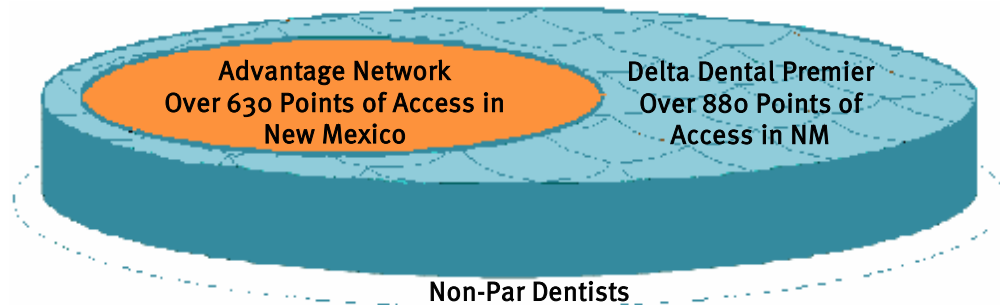 Advantage Network
Over 630 Points of Access in
New Mexico
Delta Dental Premier
Over 880 Points of
Access in NM
Non-Par Dentists